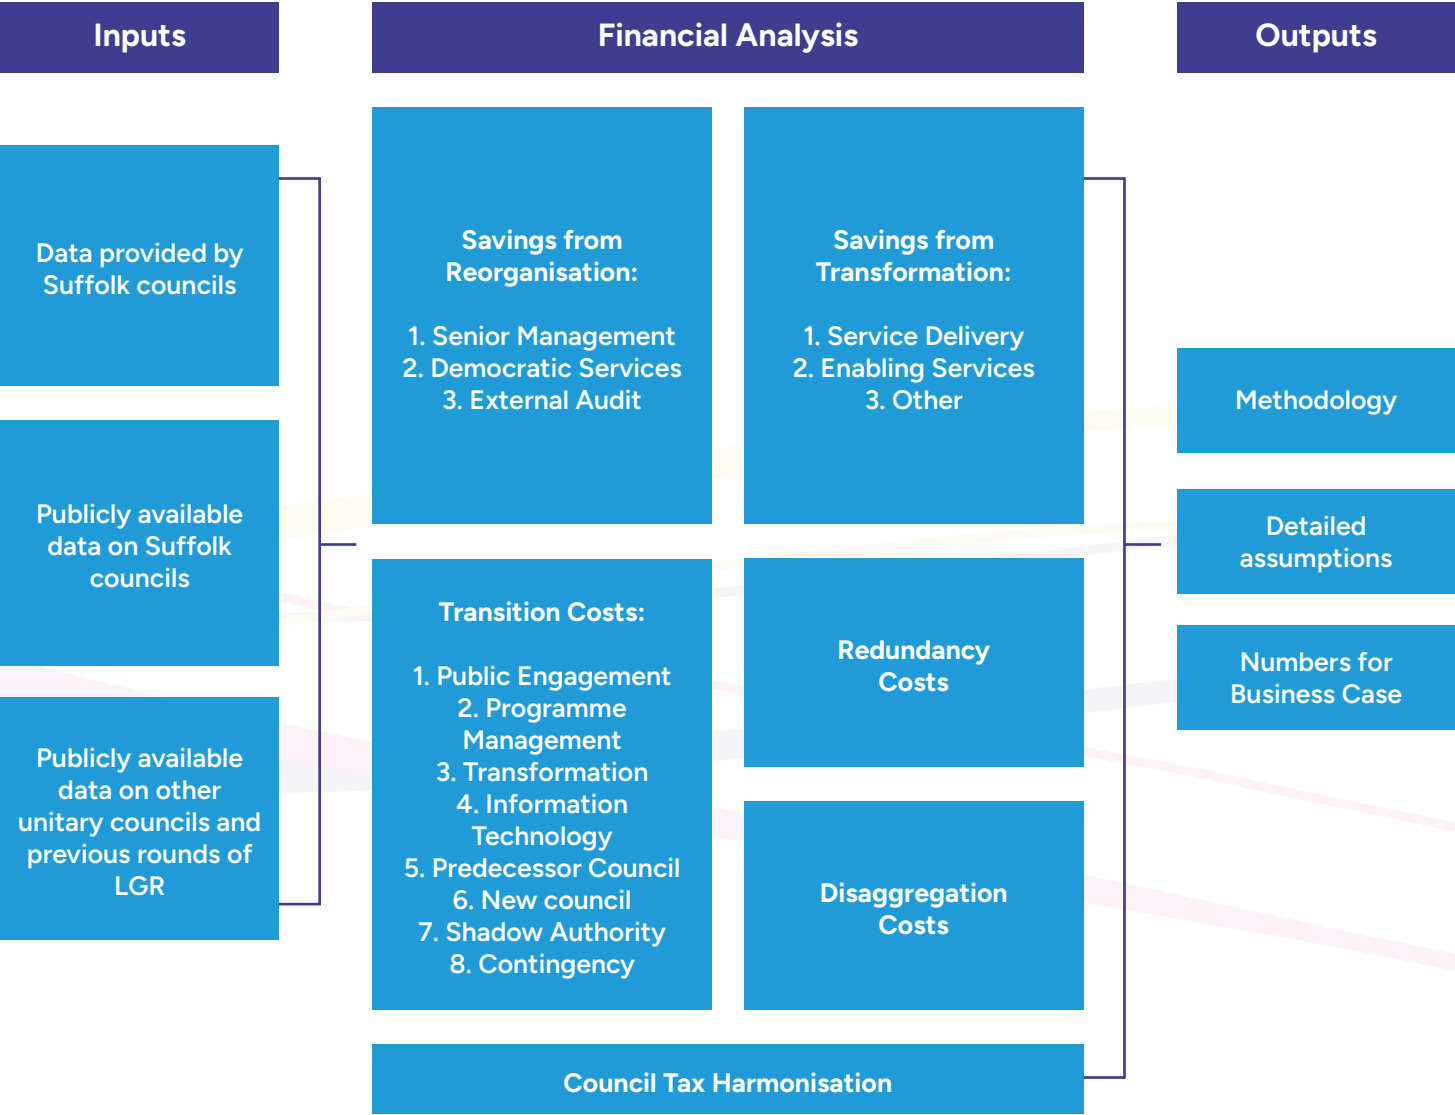 Inputs
Financial Analysis
Outputs
Data provided by
Suffolk councils
Publicly available
data on Suffolk
councils
Publicly available
data on other
unitary councils and
previous rounds of
LGR
Savings from
Reorganisation:
1. Senior Management
2. Democratic Services
3. External Audit
Savings from
Transformation:
1. Service Delivery
2. Enabling Services
3. Other
Transition Costs:
1. Public Engagement
2. Programme
Management
3. Transformation
4. Information
Technology
5. Predecessor Council
6. New council
7. Shadow Authority
8. Contingency
Redundancy
Costs
Disaggregation
Costs
Council Tax Harmonisation
Methodology
Detailed
assumptions
Numbers for
Business Case